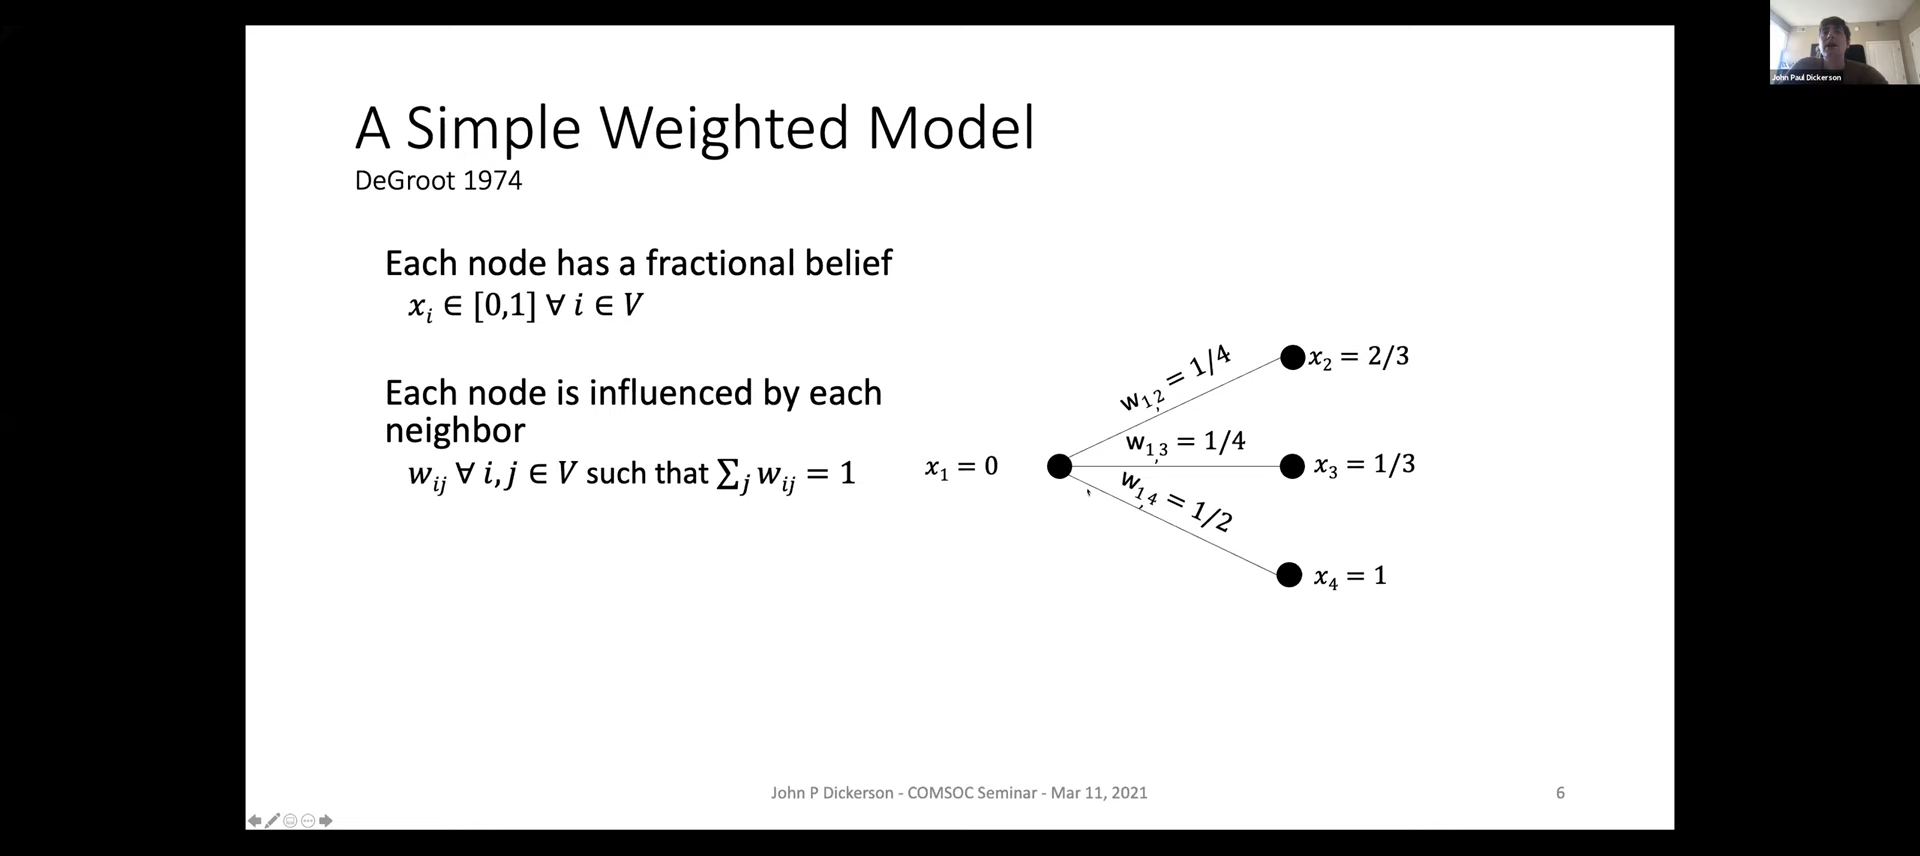 A Simple Weighted Model
DeGroot 1974
Each node has a fractional belief
xᵢ ∈ [0,1] ∀ i ∈ V
Each node is influenced by each
neighbor
wᵢⱼ ∀ i, j ∈ V such that ∑ⱼ wᵢⱼ = 1
x₁ = 0
w₁,₂ = 1/4
w₁,₃ = 1/4
w₁,₄ = 1/2
x₂ = 2/3
x₃ = 1/3
x₄ = 1
John P Dickerson - COMSOC Seminar - Mar 11, 2021
6
John Paul Dickerson